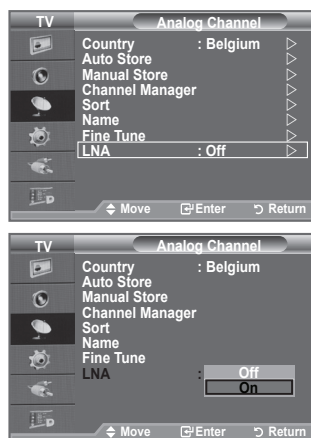 TV Analog Channel
Country : Belgium
Auto Store
Manual Store
Channel Manager
Sort
Name
Fine Tune
LNA : Off
Move Enter Return
TV Analog Channel
Country : Belgium
Auto Store
Manual Store
Channel Manager
Sort
Name
Fine Tune
LNA : Off
On
Move Enter Return